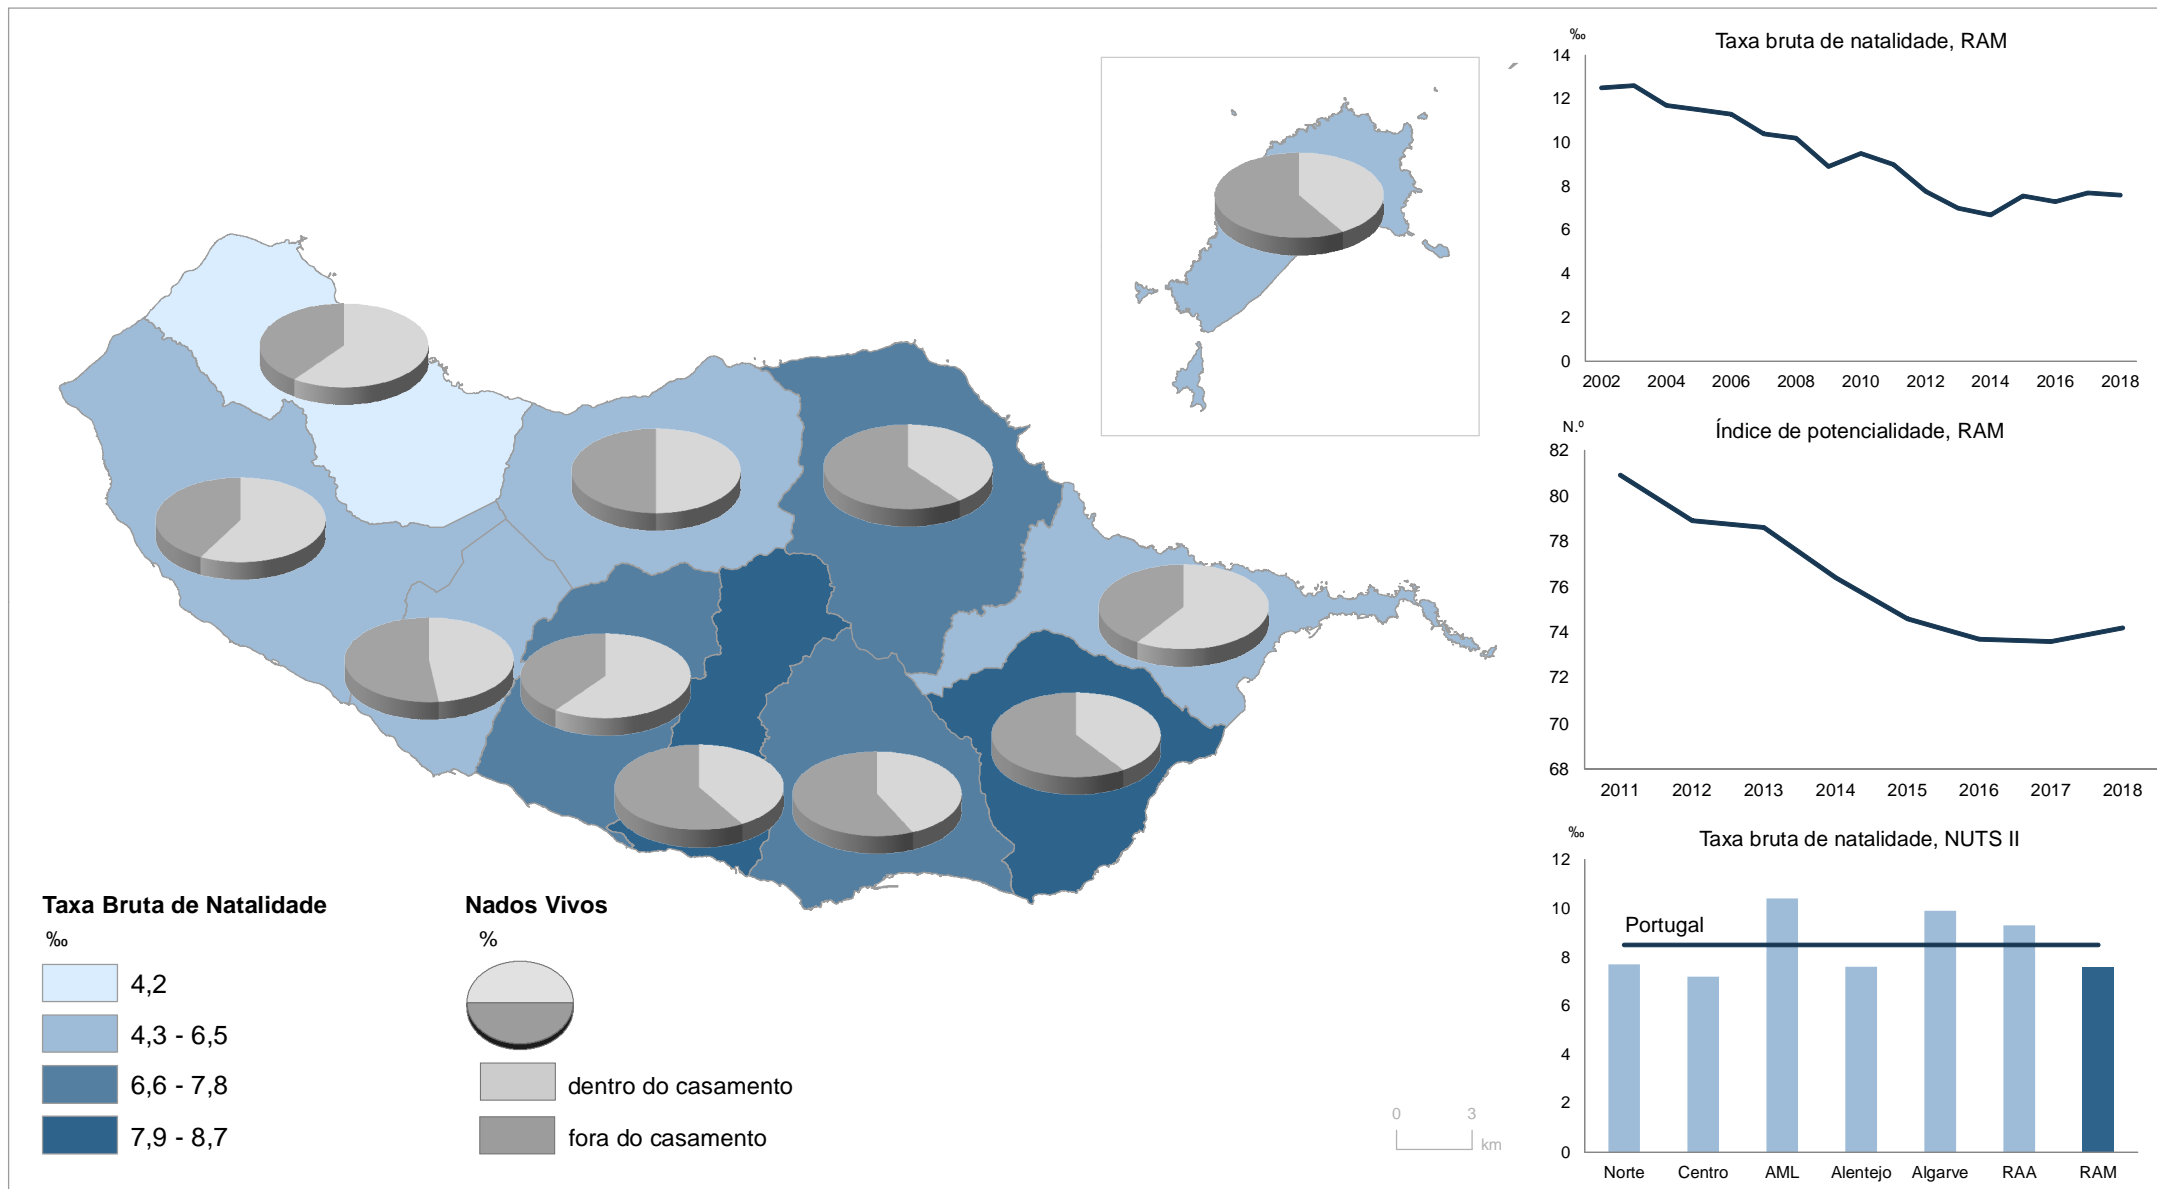 Taxa Bruta de Natalidade
‰
4,2
4,3 - 6,5
6,6 - 7,8
7,9 - 8,7
Nados Vivos
%
dentro do casamento
fora do casamento
0 3
km
‰
Taxa bruta de natalidade, RAM
14
12
10
8
6
4
2
0
2002 2004 2006 2008 2010 2012 2014 2016 2018
N.º
Índice de potencialidade, RAM
82
80
78
76
74
72
70
68
2011 2012 2013 2014 2015 2016 2017 2018
‰
Taxa bruta de natalidade, NUTS II
12
10
8
6
4
2
0
Portugal
Norte Centro AML Alentejo Algarve RAA RAM